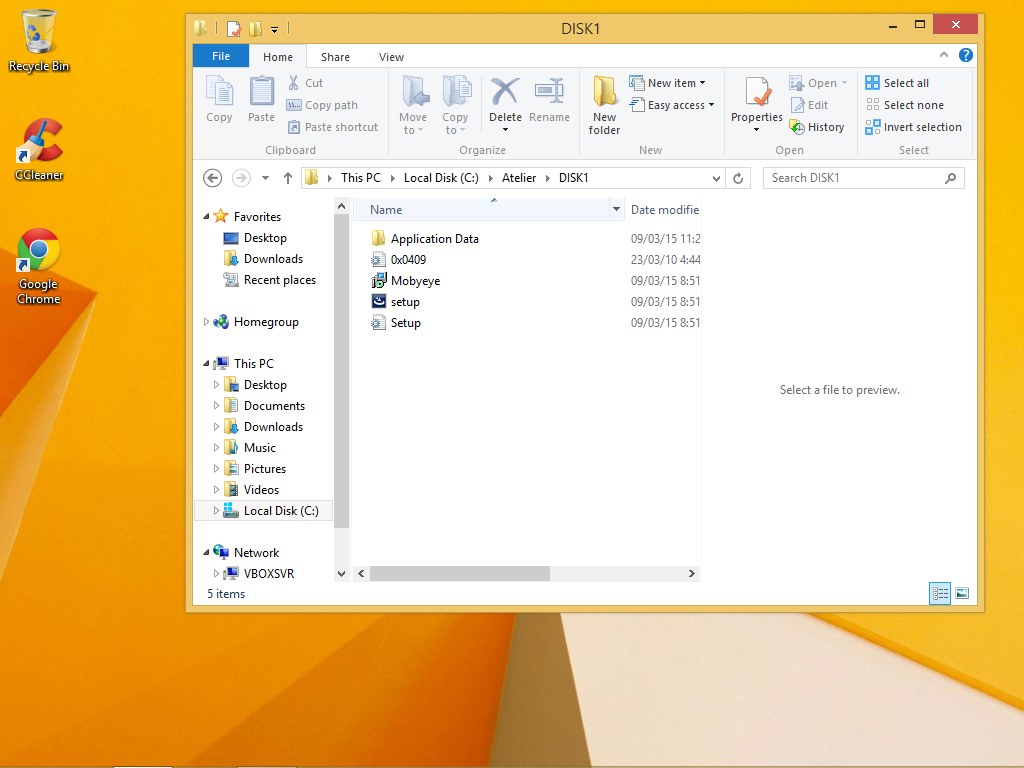 Recycle Bin
CCleaner
Google
Chrome
DISK1
File Home Share View
Copy
Paste
Cut
Copy path
Paste shortcut
Clipboard
Move
to
Copy
to
Delete
Rename
Organize
New
folder
New item
Easy access
New
Properties
Open
Edit
History
Open
Select all
Select none
Invert selection
Select
This PC Local Disk (C:) Atelier DISK1
Search DISK1
Favorites
Desktop
Downloads
Recent places
Homegroup
This PC
Desktop
Documents
Downloads
Music
Pictures
Videos
Local Disk (C:)
Network
VBOXSVR
Name Date modifie
Application Data 09/03/15 11:2
0x0409 23/03/10 4:44
Mobyeye 09/03/15 8:51
setup 09/03/15 8:51
Setup 09/03/15 8:51
Select a file to preview.
5 items